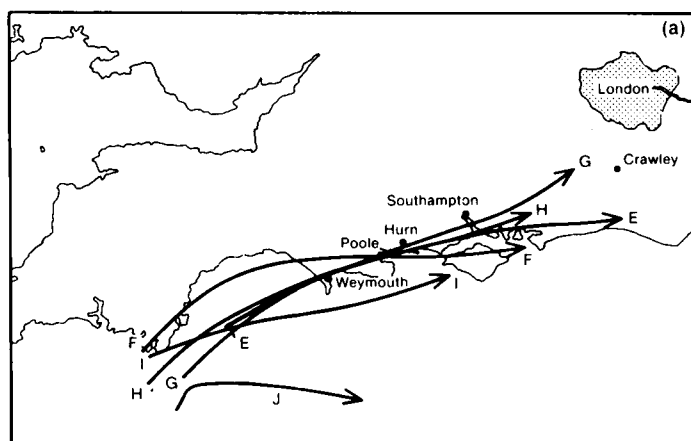 (a)
London
G
Crawley
Southampton
H
E
Hurn
Poole
F
Weymouth
I
F
E
I
G
H
J